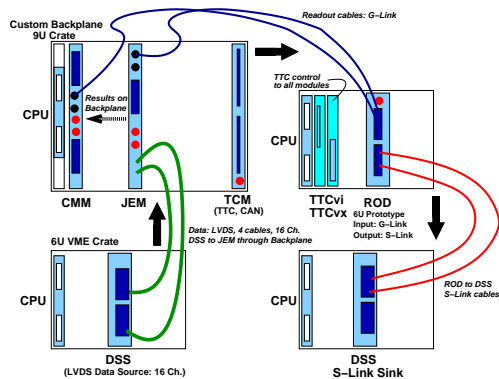 Custom Backplane
9U Crate
Readout cables: G–Link
CPU
Results on
Backplane
CMM
JEM
TCM
(TTC, CAN)
TTC control
to all modules
CPU
TTCvi
TTCvx
ROD
6U Prototype
Input: G–Link
Output: S–Link
Data: LVDS, 4 cables, 16 Ch.
DSS to JEM through Backplane
6U VME Crate
CPU
DSS
(LVDS Data Source: 16 Ch.)
CPU
ROD to DSS
S–Link cables
DSS
S–Link Sink